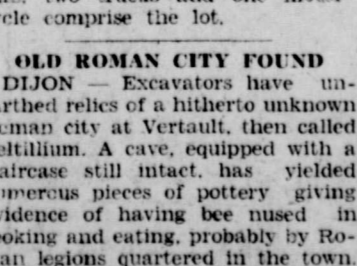 cle comprise the lot.
OLD ROMAN CITY FOUND
DIJON — Excavators have un-
arthed relics of a hitherto unknown
oman city at Vertault, then called
eltillium. A cave, equipped with a
aircase still intact, has yielded
umerous pieces of pottery giving
vidence of having bee nused in
ooking and eating, probably by Ro-
an legions quartered in the town.